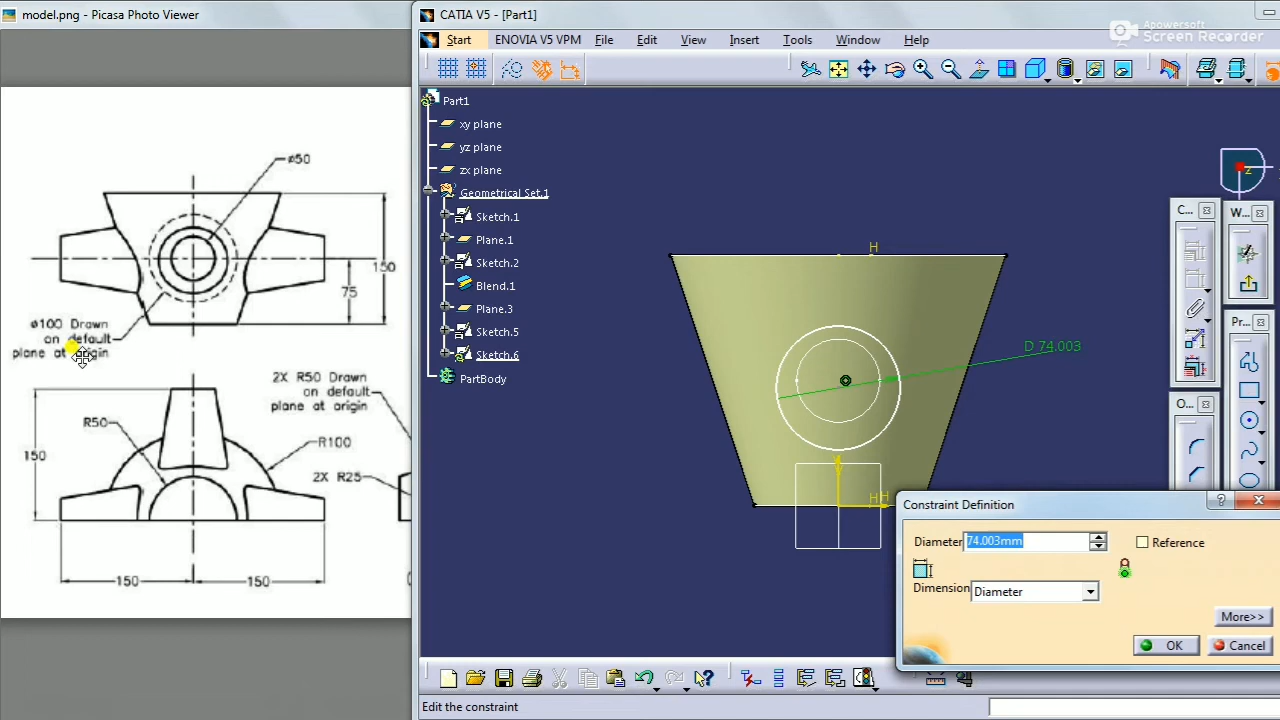 model.png - Picasa Photo Viewer
CATIA V5 - [Part1]
Apowersoft
Screen Recorder
Start ENOVIA V5 VPM File Edit View Insert Tools Window Help
Part1
xy plane
yz plane
zx plane
Geometrical Set.1
Sketch.1
Plane.1
Sketch.2
Blend.1
Plane.3
Sketch.5
Sketch.6
PartBody
ø50
150
75
ø100 Drawn
on default
plane at origin
2X R50 Drawn
on default
plane at origin
R50
R100
150
2X R25
150
150
H
D 74.003
HH
z
C...
W...
Pr...
O...
Constraint Definition
Diameter 74.003mm
Reference
Dimension Diameter
More>>
OK Cancel
Edit the constraint